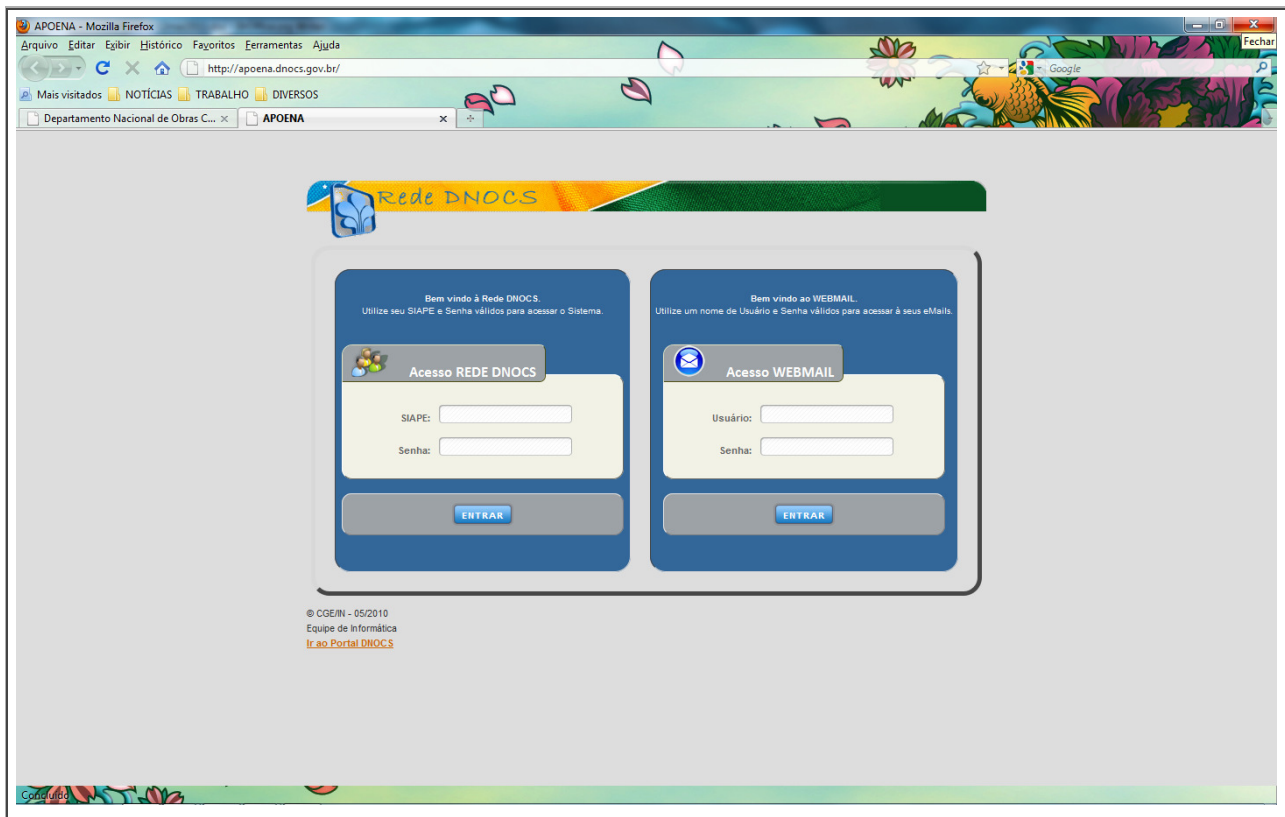 APOENA - Mozilla Firefox
Arquivo Editar Exibir Histórico Favoritos Ferramentas Ajuda
Fechar
http://apoena.dnocs.gov.br/
Google
Mais visitados NOTÍCIAS TRABALHO DIVERSOS
Departamento Nacional de Obras C... APOENA
Rede DNOCS
Bem vindo à Rede DNOCS.
Utilize seu SIAPE e Senha válidos para acessar o Sistema.
Acesso REDE DNOCS
SIAPE:
Senha:
ENTRAR
Bem vindo ao WEBMAIL.
Utilize um nome de Usuário e Senha válidos para acessar à seus eMails.
Acesso WEBMAIL
Usuário:
Senha:
ENTRAR
© CGE/IN - 05/2010
Equipe de Informática
Ir ao Portal DNOCS
Concluído